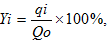 Yi = qi/Qo ×100%,